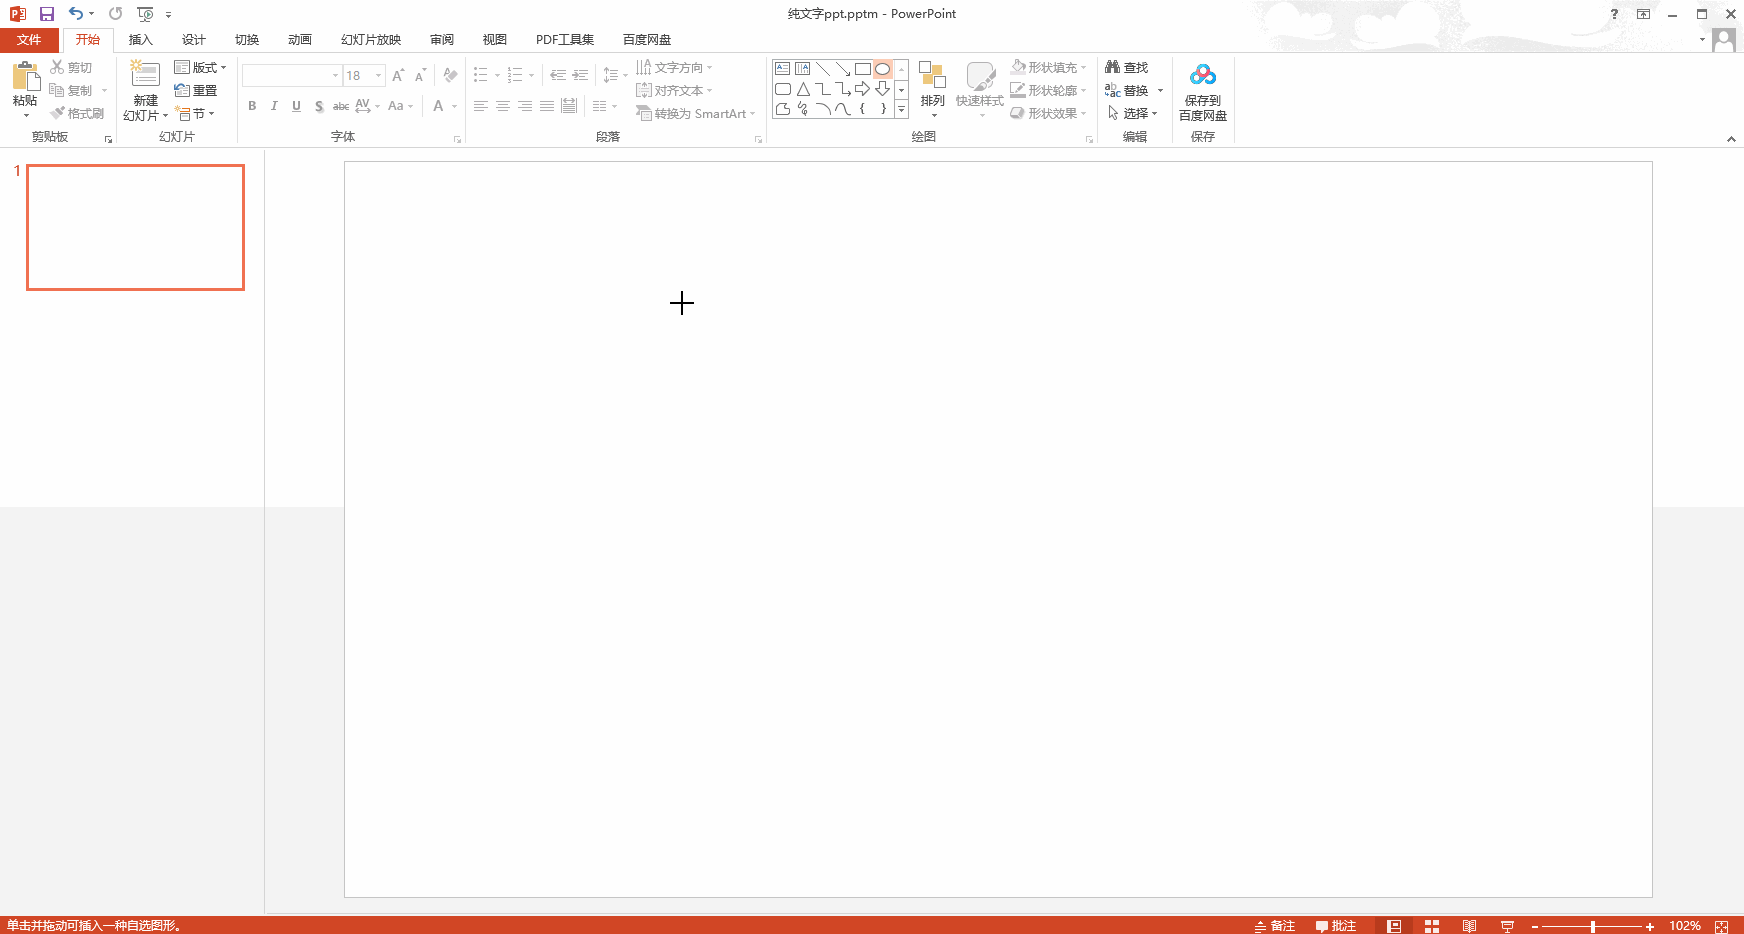 纯文字ppt.pptm - PowerPoint
文件 开始 插入 设计 切换 动画 幻灯片放映 审阅 视图 PDF工具集 百度网盘
粘贴 剪切 复制 格式刷
剪贴板
新建
幻灯片 版式 重置 节
幻灯片
18
B I U S abc AV Aa A
字体
文字方向
对齐文本
转换为 SmartArt
段落
排列 快速样式 形状填充 形状轮廓 形状效果
绘图
查找
替换
选择
编辑
保存到
百度网盘
保存
1
单击并拖动可插入一种自选图形。
备注 批注 102%